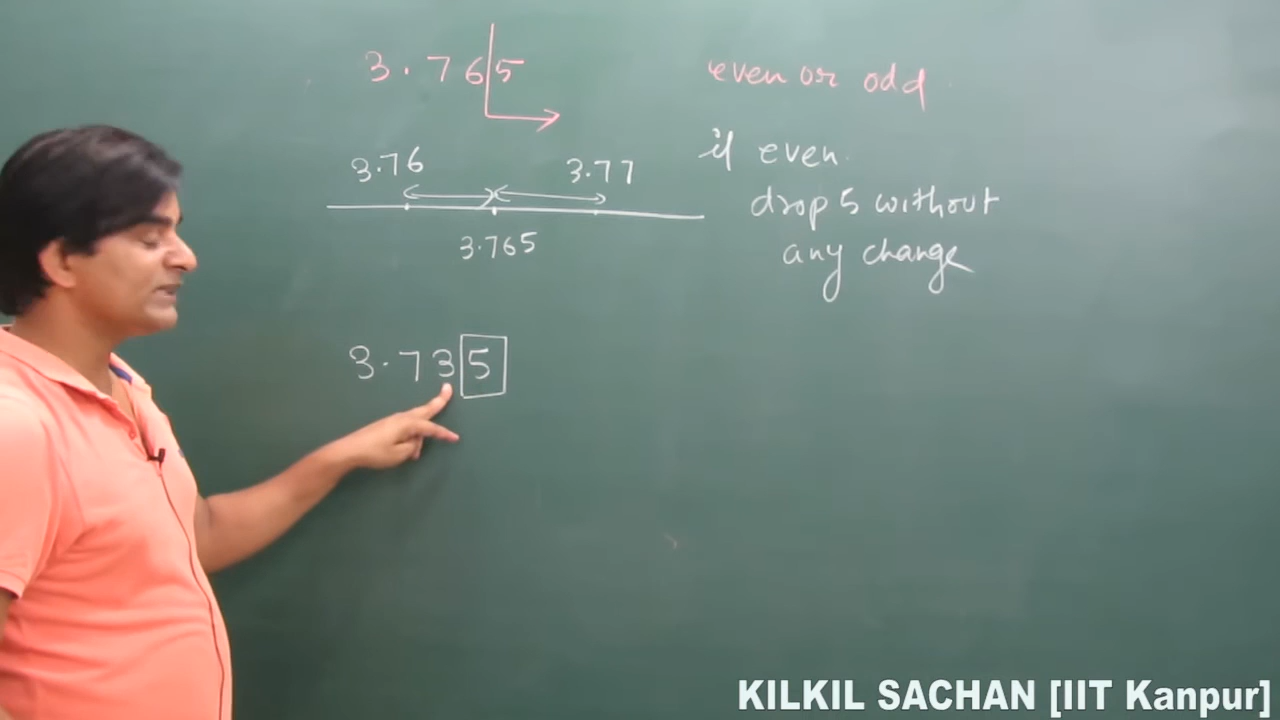 3.765
even or odd
3.76
3.77
3.765
if even.
drop 5 without
any change
3.735
KILKIL SACHAN [IIT Kanpur]